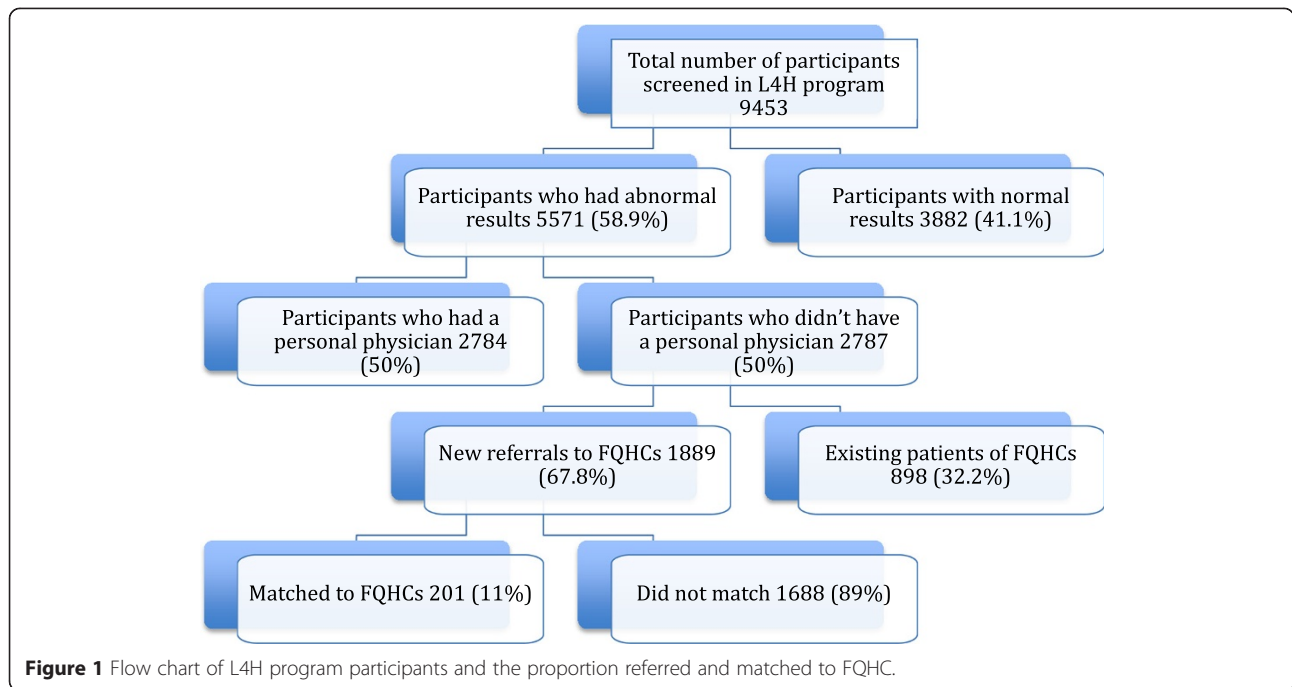 Total number of participants
screened in L4H program
9453
Participants who had abnormal
results 5571 (58.9%)
Participants with normal
results 3882 (41.1%)
Participants who had a
personal physician 2784
(50%)
Participants who didn’t have
a personal physician 2787
(50%)
New referrals to FQHCs 1889
(67.8%)
Existing patients of FQHCs
898 (32.2%)
Matched to FQHCs 201 (11%)
Did not match 1688 (89%)
Figure 1 Flow chart of L4H program participants and the proportion referred and matched to FQHC.